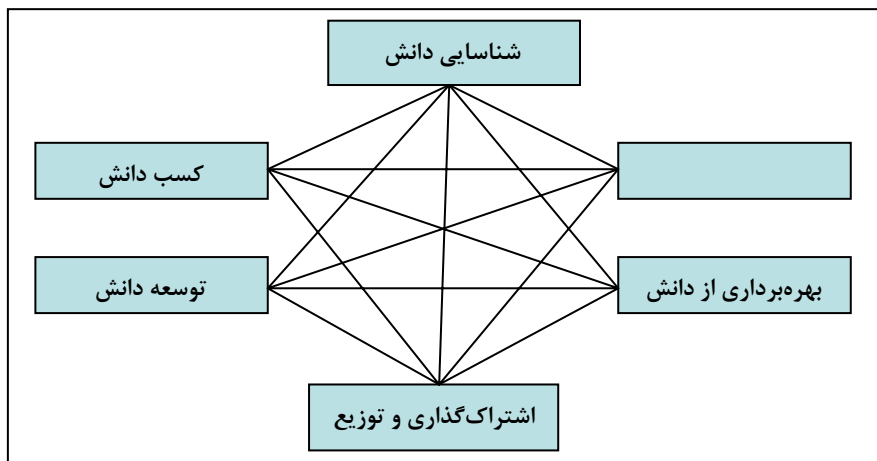 شناسایی دانش
کسب دانش
توسعه دانش
بهره‌برداری از دانش
اشتراک‌گذاری و توزیع